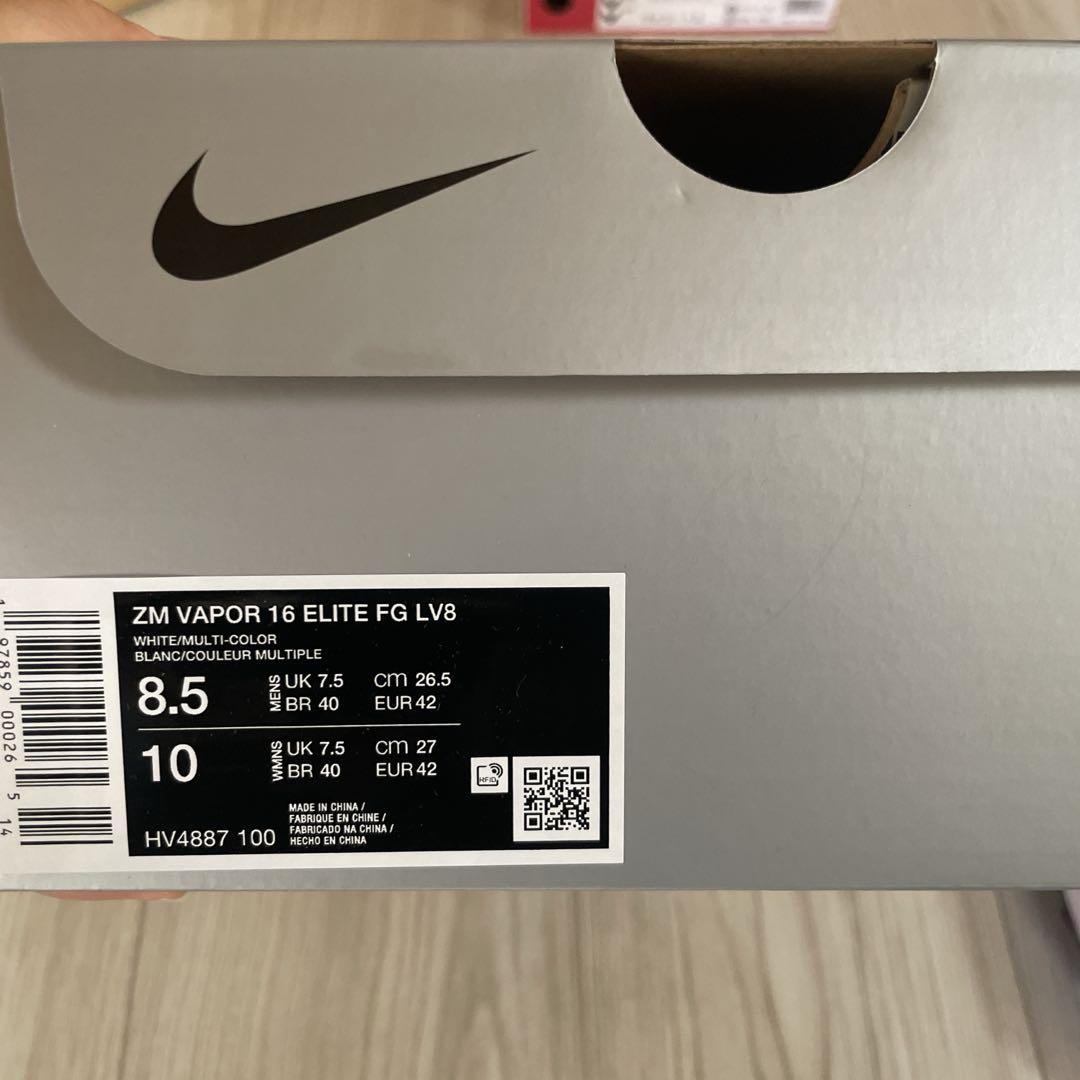 ZM VAPOR 16 ELITE FG LV8
WHITE/MULTI-COLOR
BLANC/COULEUR MULTIPLE
8.5 MENS UK 7.5 cm 26.5
BR 40 EUR 42
10 WMNS UK 7.5 cm 27
BR 40 EUR 42
RFID
MADE IN CHINA /
FABRIQUE EN CHINE /
FABRICADO NA CHINA /
HECHO EN CHINA
HV4887 100
1 97859 00026 5 14